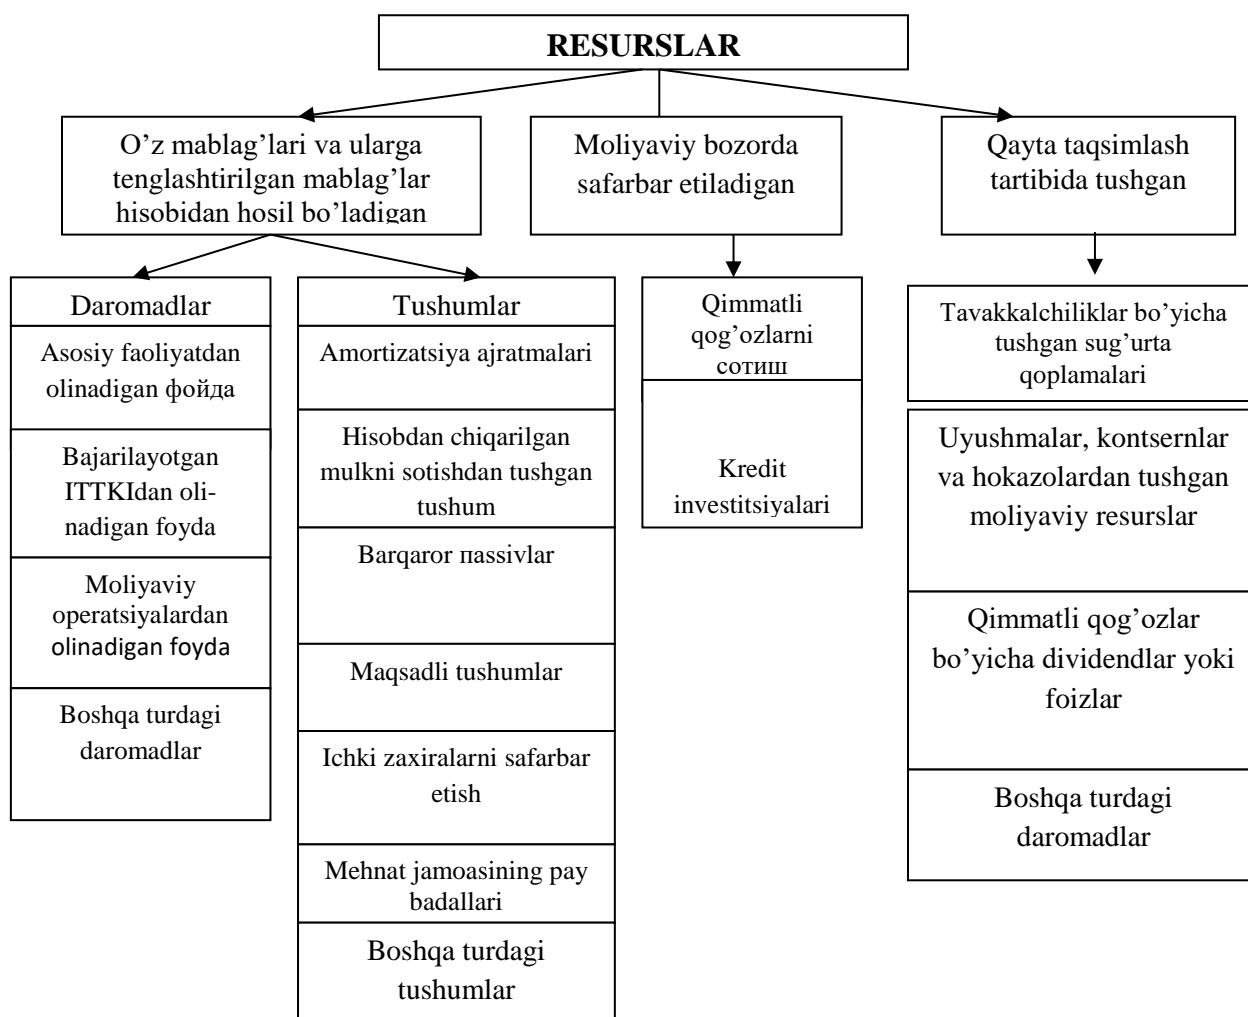 RESURSLAR
O’z mablag’lari va ularga
tenglashtirilgan mablag’lar
hisobidan hosil bo’ladigan
Moliyaviy bozorda
safarbar etiladigan
Qayta taqsimlash
tartibida tushgan
Daromadlar
Asosiy faoliyatdan
olinadigan фойда
Bajarilayotgan
ITTKIdan oli-
nadigan foyda
Moliyaviy
operatsiyalardan
olinadigan foyda
Boshqa turdagi
daromadlar
Tushumlar
Amortizatsiya ajratmalari
Hisobdan chiqarilgan
mulkni sotishdan tushgan
tushum
Barqaror пassivlar
Maqsadli tushumlar
Ichki zaxiralarni safarbar
etish
Mehnat jamoasining pay
badallari
Boshqa turdagi
tushumlar
Qimmatli
qog’ozlarni
сотиш
Kredit
investitsiyalari
Tavakkalchiliklar bo’yicha
tushgan sug’urta
qoplamalari
Uyushmalar, kontsernlar
va hokazolardan tushgan
moliyaviy resurslar
Qimmatli qog’ozlar
bo’yicha dividendlar yoki
foizlar
Boshqa turdagi
daromadlar